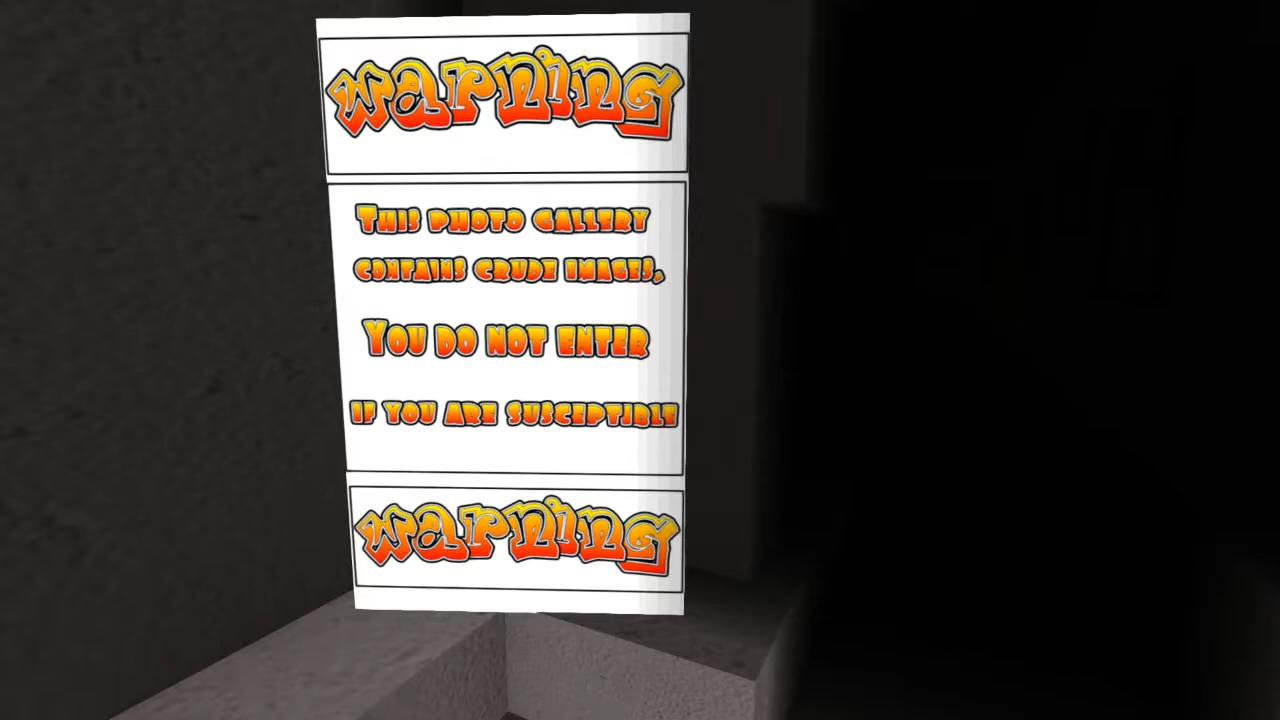 warning
This photo gallery
contains crude images.
You do not enter
if you are susceptible
warning